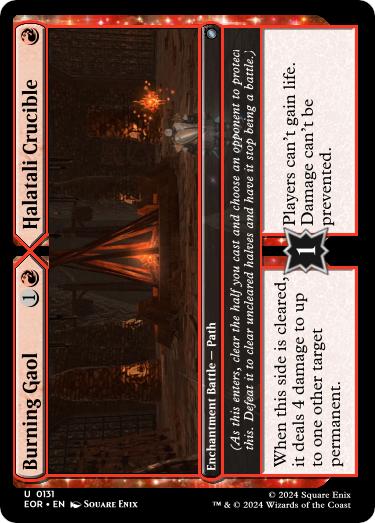 Burning Gaol 1
Halatali Crucible
Enchantment Battle — Path
(As this enters, clear the half you cast and choose an opponent to protect
this. Defeat it to clear uncleared halves and have it stop being a battle.)
When this side is cleared,
it deals 4 damage to up
to one other target
permanent.
1
Players can't gain life.
Damage can't be
prevented.
U 0131
EOR • EN SQUARE ENIX
© 2024 Square Enix
™ & © 2024 Wizards of the Coast